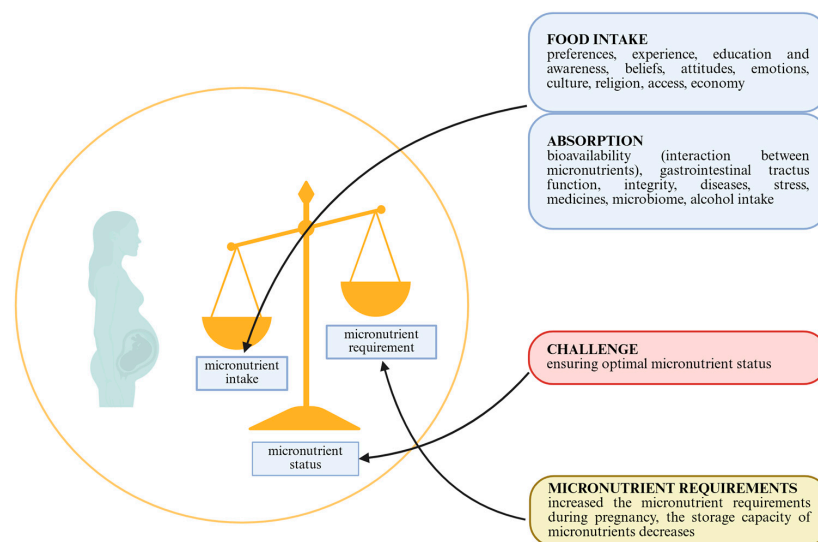 FOOD INTAKE
preferences, experience, education and
awareness, beliefs, attitudes, emotions,
culture, religion, access, economy
ABSORPTION
bioavailability (interaction between
micronutrients), gastrointestinal tractus
function, integrity, diseases, stress,
medicines, microbiome, alcohol intake
micronutrient
requirement
micronutrient
intake
CHALLENGE
ensuring optimal micronutrient status
micronutrient
status
MICRONUTRIENT REQUIREMENTS
increased the micronutrient requirements
during pregnancy, the storage capacity of
micronutrients decreases